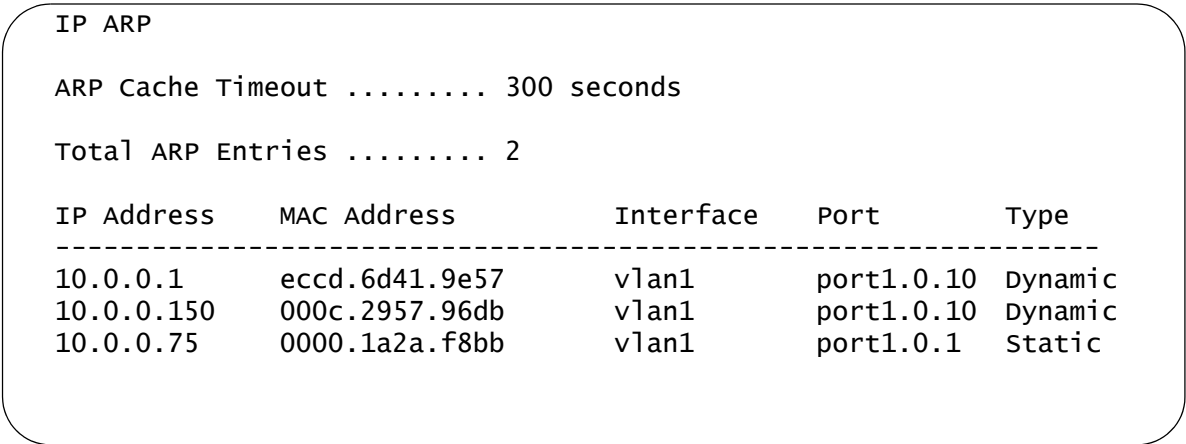 IP ARP
ARP Cache Timeout ......... 300 seconds
Total ARP Entries ......... 2
IP Address MAC Address Interface Port Type
-----------------------------------------------------------------
10.0.0.1 eccd.6d41.9e57 vlan1 port1.0.10 Dynamic
10.0.0.150 000c.2957.96db vlan1 port1.0.10 Dynamic
10.0.0.75 0000.1a2a.f8bb vlan1 port1.0.1 Static